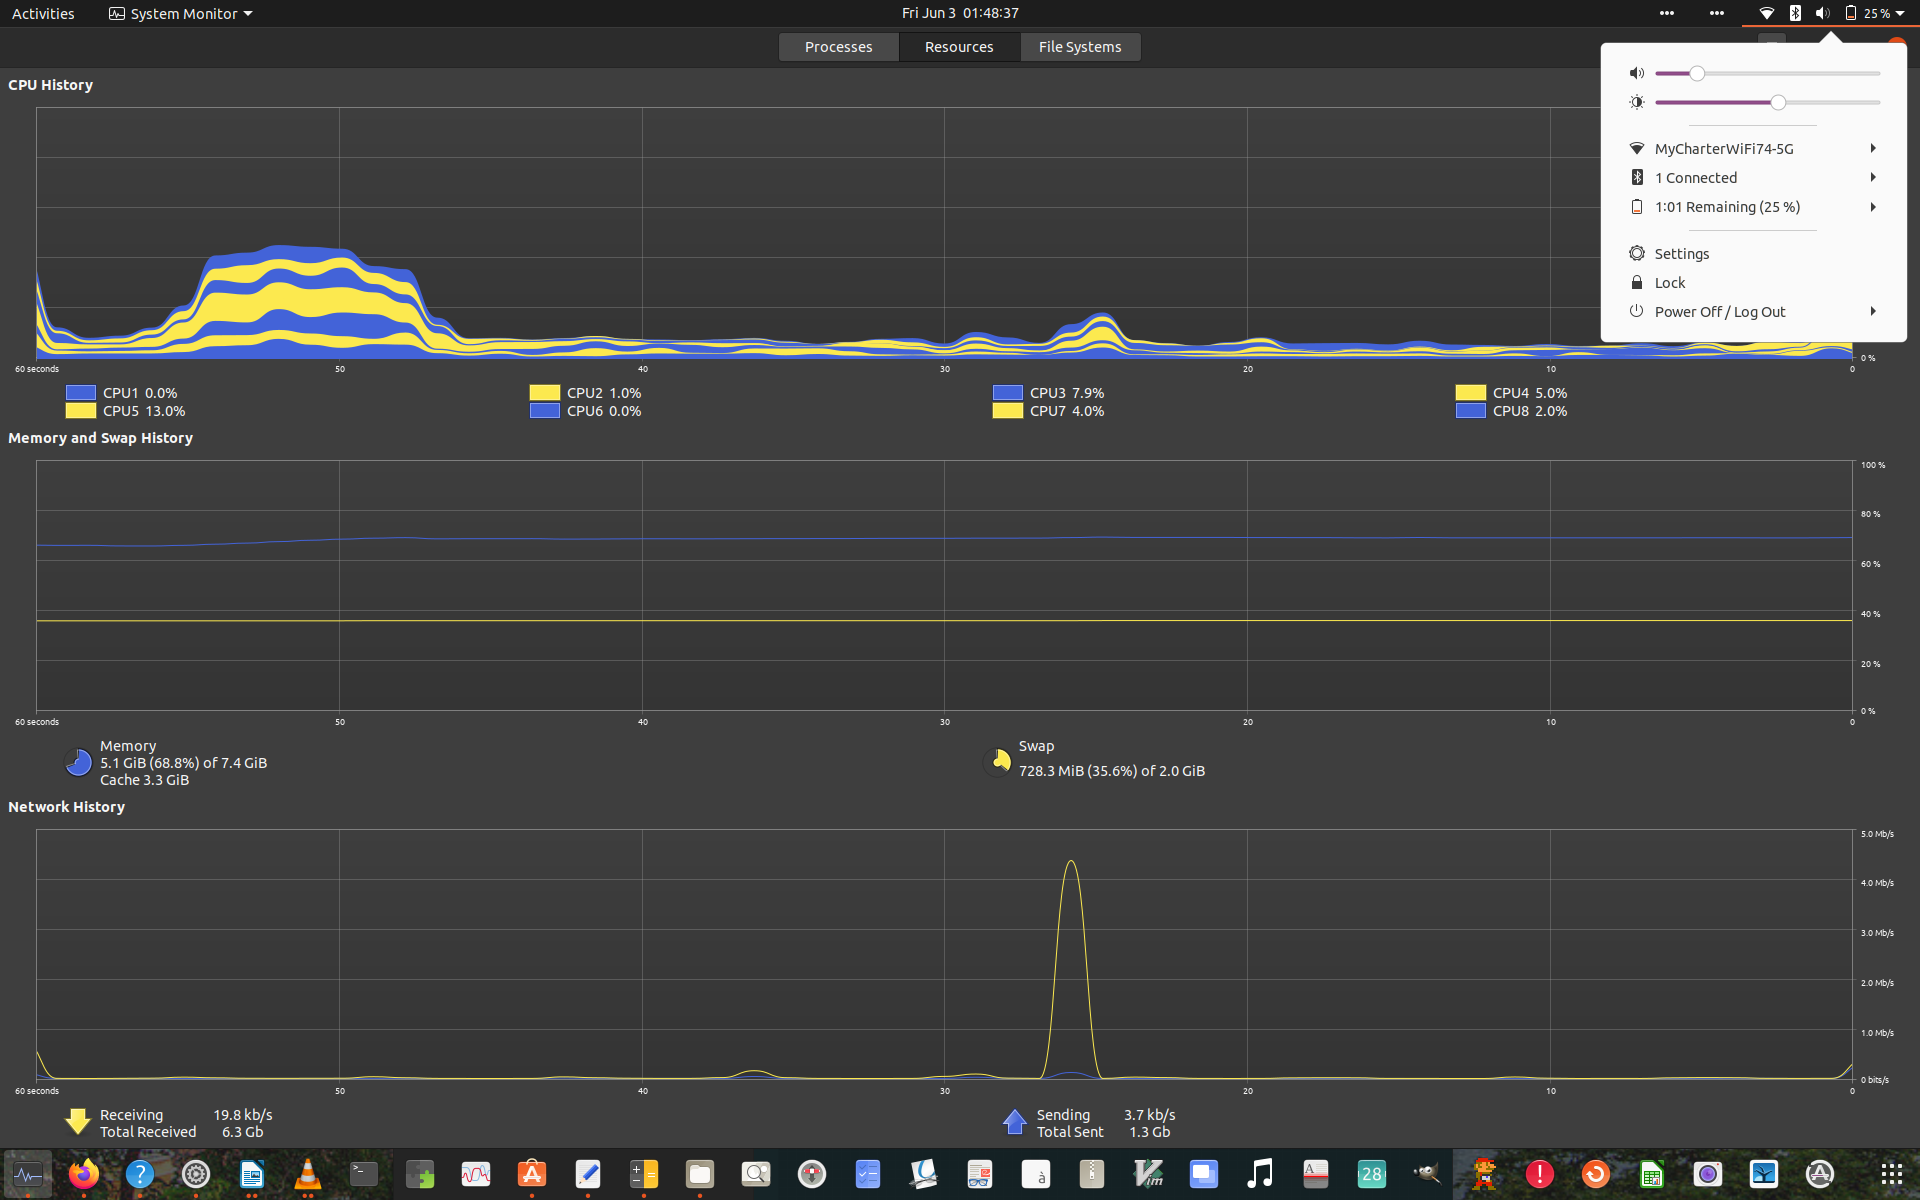 Activities
System Monitor
Fri Jun 3 01:48:37
25 %
Processes
Resources
File Systems
MyCharterWiFi74-5G
1 Connected
1:01 Remaining (25 %)
Settings
Lock
Power Off / Log Out
CPU History
0 %
60 seconds 50 40 30 20 10 0
CPU1 0.0% CPU2 1.0% CPU3 7.9% CPU4 5.0%
CPU5 13.0% CPU6 0.0% CPU7 4.0% CPU8 2.0%
Memory and Swap History
100 %
80 %
60 %
40 %
20 %
0 %
60 seconds 50 40 30 20 10 0
Memory
5.1 GiB (68.8%) of 7.4 GiB
Cache 3.3 GiB
Swap
728.3 MiB (35.6%) of 2.0 GiB
Network History
5.0 Mb/s
4.0 Mb/s
3.0 Mb/s
2.0 Mb/s
1.0 Mb/s
0 bits/s
60 seconds 50 40 30 20 10 0
Receiving 19.8 kb/s
Total Received 6.3 Gb
Sending 3.7 kb/s
Total Sent 1.3 Gb
?
>_
A
à
Vim
A
28
!